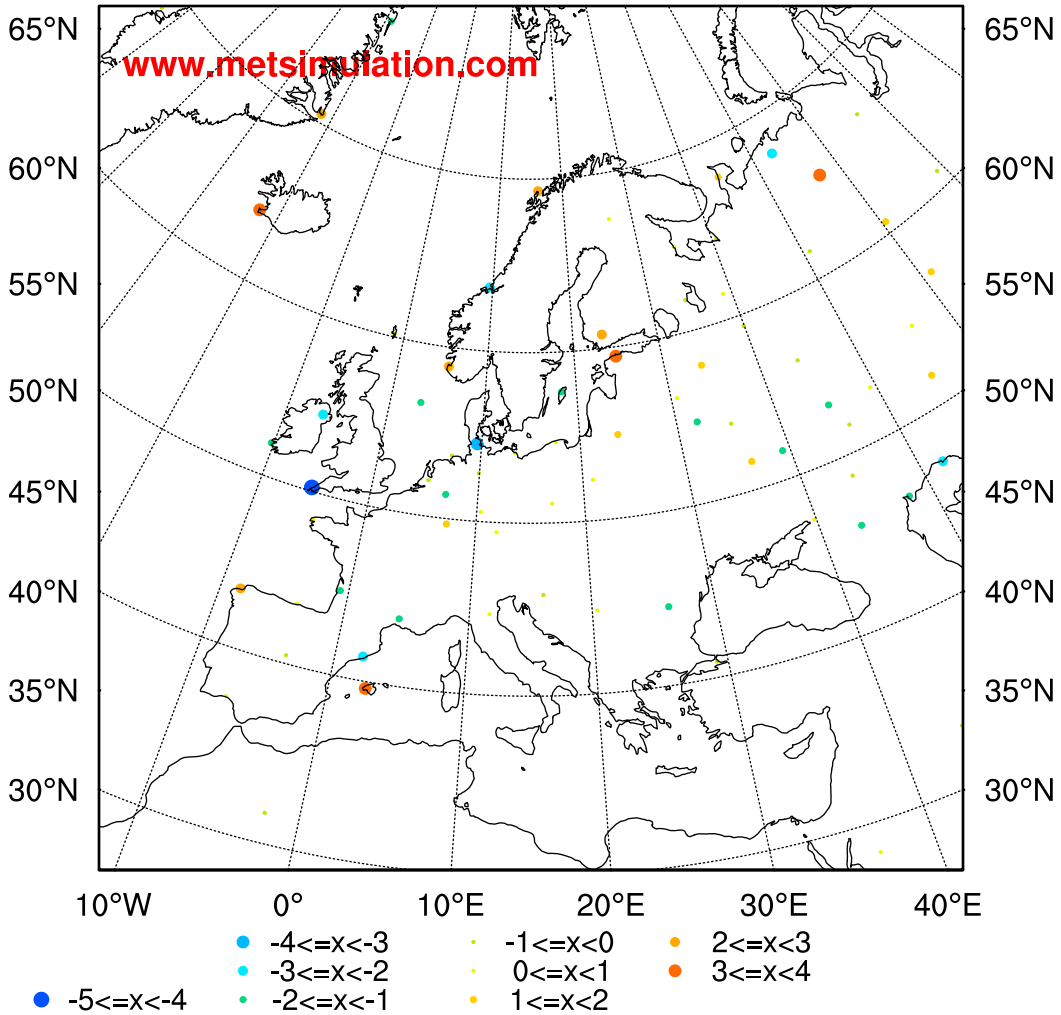 65°N 65°N
www.metsimulation.com
60°N 60°N
55°N 55°N
50°N 50°N
45°N 45°N
40°N 40°N
35°N 35°N
30°N 30°N
10°W 0° 10°E 20°E 30°E 40°E
-4<=x<-3 -1<=x<0 2<=x<3
-3<=x<-2 0<=x<1 3<=x<4
-5<=x<-4 -2<=x<-1 1<=x<2